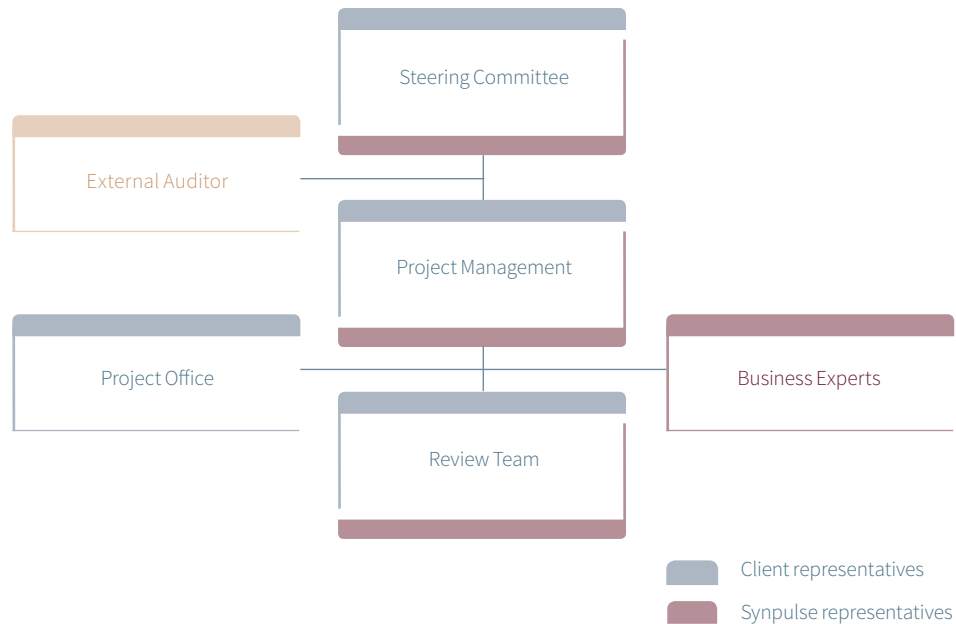 Steering Committee
External Auditor
Project Management
Project Office
Business Experts
Review Team
Client representatives
Synpulse representatives